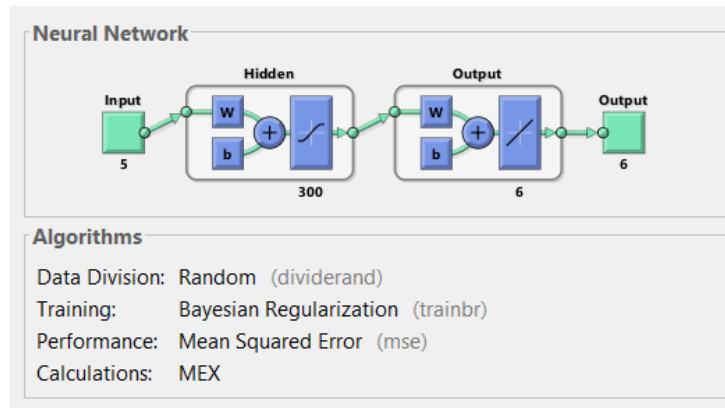 Neural Network
Hidden
Output
Input
W
b
+
W
b
+
Output
5
300
6
6
Algorithms
Data Division: Random (dividerand)
Training: Bayesian Regularization (trainbr)
Performance: Mean Squared Error (mse)
Calculations: MEX